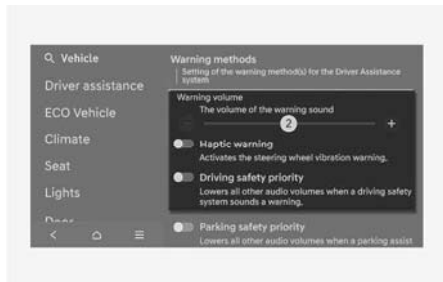 Vehicle
Driver assistance
ECO Vehicle
Climate
Seat
Lights
Door
Warning methods
Setting of the warning method(s) for the Driver Assistance
system
Warning volume
The volume of the warning sound
2
+
Haptic warning
Activates the steering wheel vibration warning.
Driving safety priority
Lowers all other audio volumes when a driving safety
system sounds a warning.
Parking safety priority
Lowers all other audio volumes when a parking assist